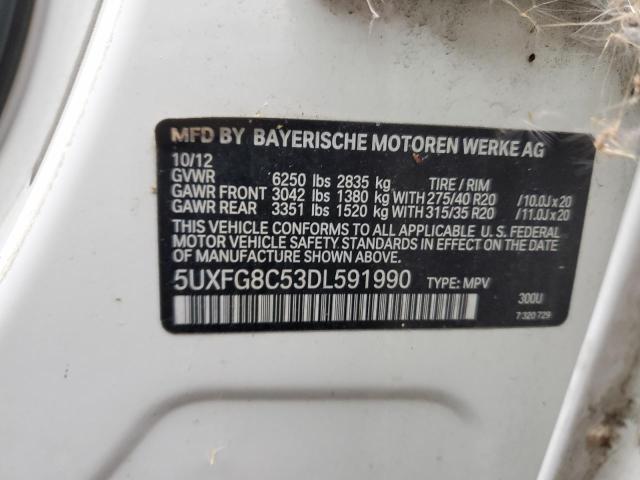 MFD BY BAYERISCHE MOTOREN WERKE AG
10/12
GVWR 6250 lbs 2835 kg TIRE / RIM
GAWR FRONT 3042 lbs 1380 kg WITH 275/40 R20 /10.0J x 20
GAWR REAR 3351 lbs 1520 kg WITH 315/35 R20 /11.0J x 20
THIS VEHICLE CONFORMS TO ALL APPLICABLE U. S. FEDERAL
MOTOR VEHICLE SAFETY STANDARDS IN EFFECT ON THE DATE
OF MANUFACTURE SHOWN ABOVE.
5UXFG8C53DL591990 TYPE: MPV
300U
7 320 729